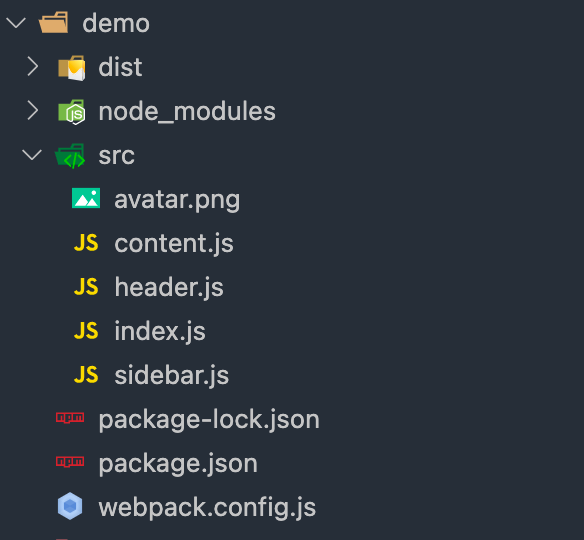 demo
dist
node_modules
src
avatar.png
JS content.js
JS header.js
JS index.js
JS sidebar.js
package-lock.json
package.json
webpack.config.js